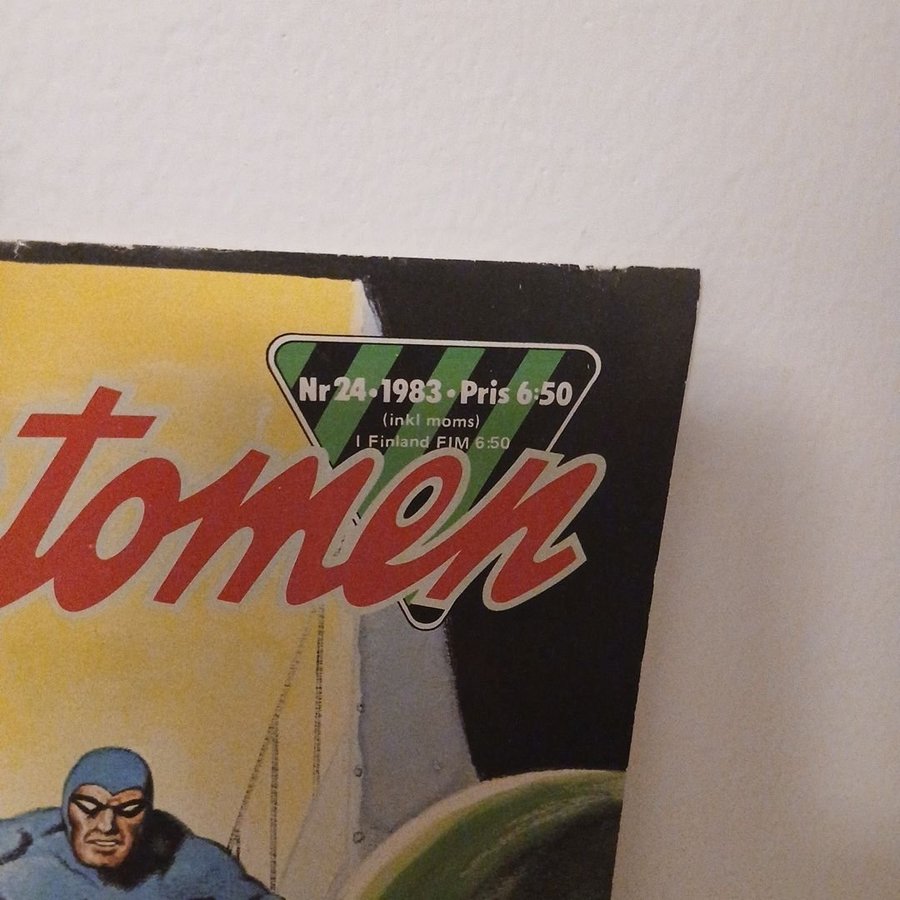 Nr 24 • 1983 • Pris 6:50
(inkl moms)
I Finland FIM 6:50
tomen